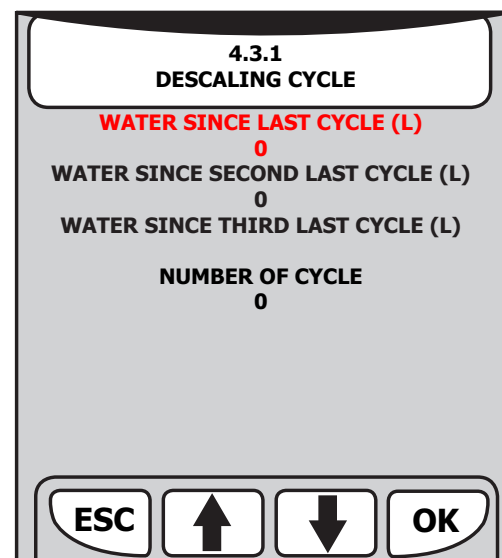 4.3.1
DESCALING CYCLE
WATER SINCE LAST CYCLE (L)
0
WATER SINCE SECOND LAST CYCLE (L)
0
WATER SINCE THIRD LAST CYCLE (L)
NUMBER OF CYCLE
0
ESC OK